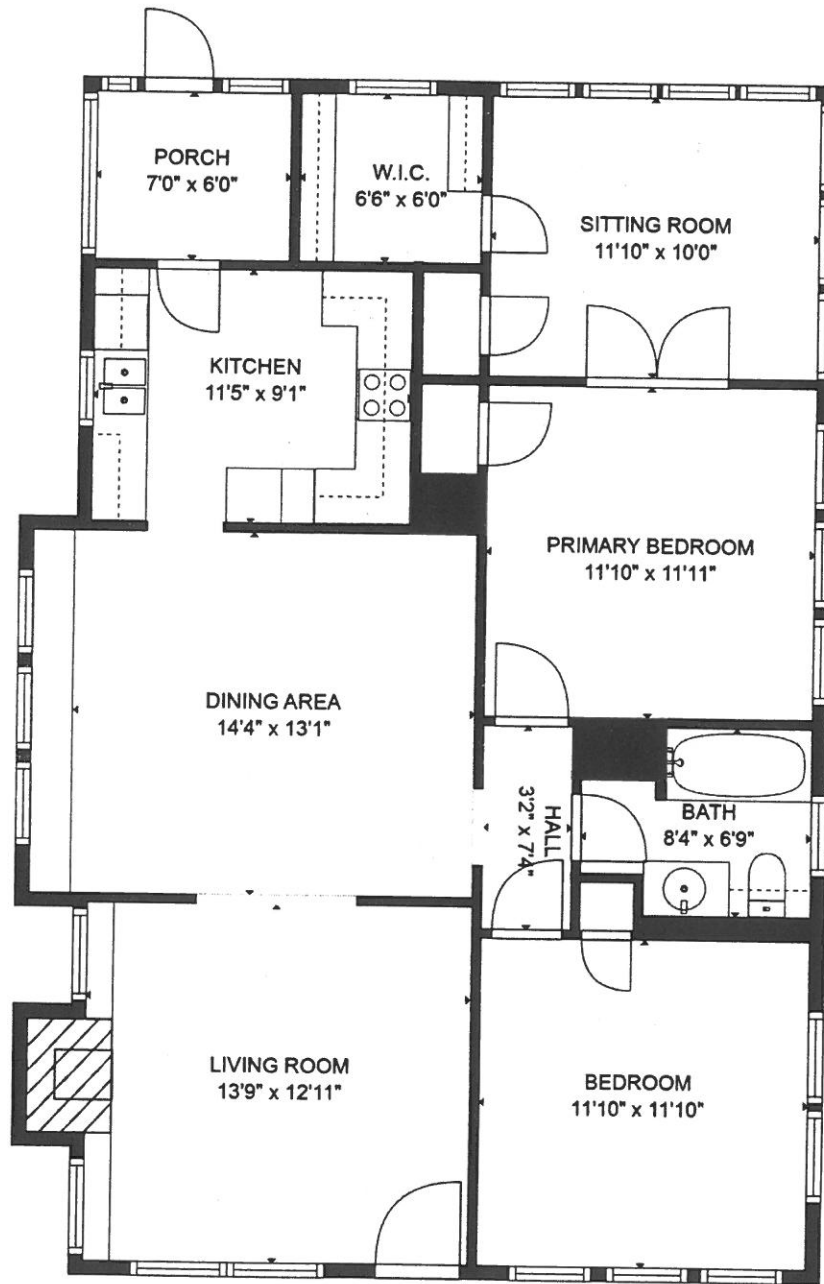 PORCH
7'0" x 6'0"
W.I.C.
6'6" x 6'0"
SITTING ROOM
11'10" x 10'0"
KITCHEN
11'5" x 9'1"
PRIMARY BEDROOM
11'10" x 11'11"
DINING AREA
14'4" x 13'1"
HALL
3'2" x 7'4"
BATH
8'4" x 6'9"
LIVING ROOM
13'9" x 12'11"
BEDROOM
11'10" x 11'10"